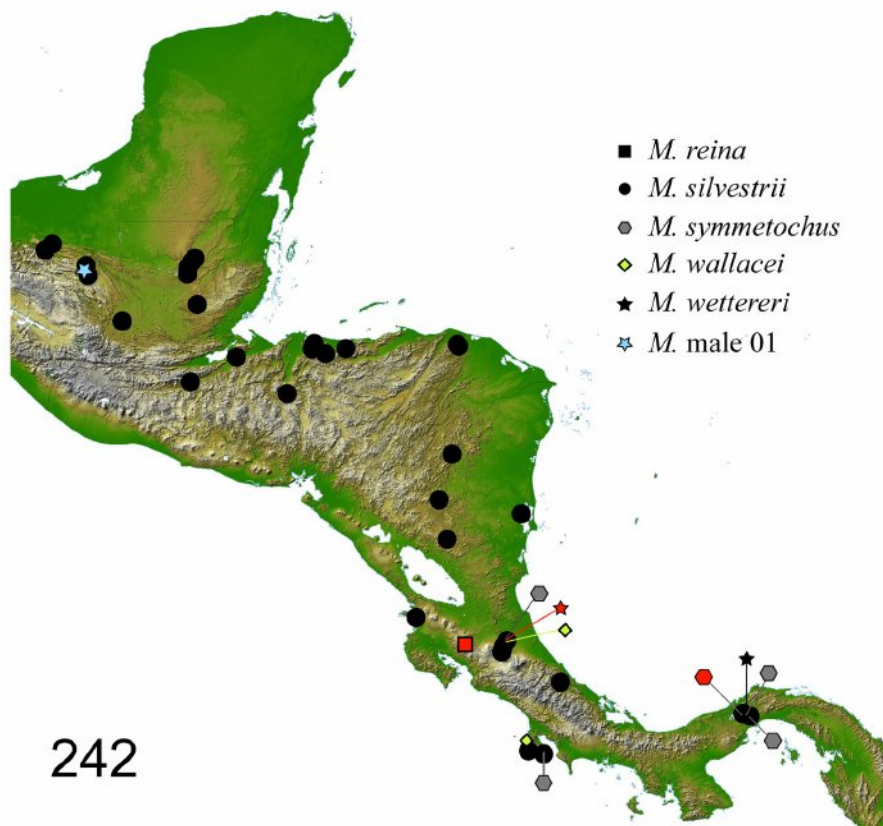 M. reina
M. silvestrii
M. symmetochus
M. wallacei
M. wettereri
M. male 01
242